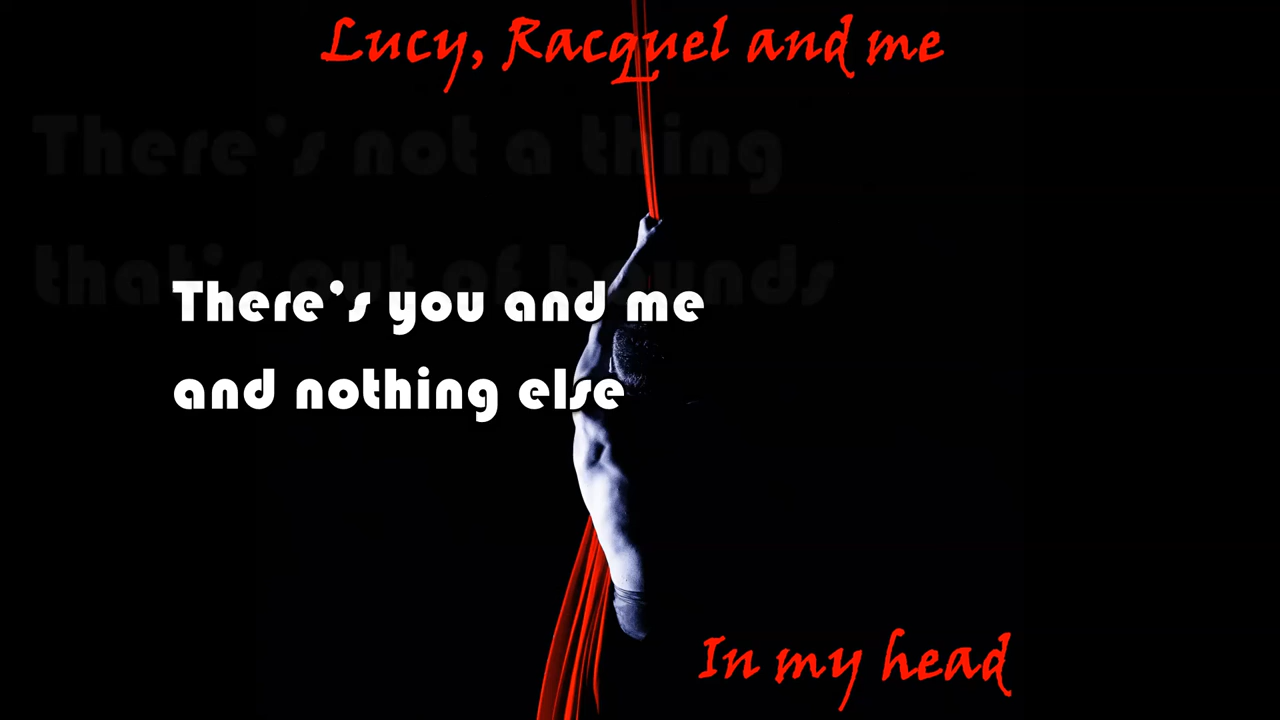 Lucy, Racquel and me
There's not a thing
that's out of bounds
There's you and me
and nothing else
In my head